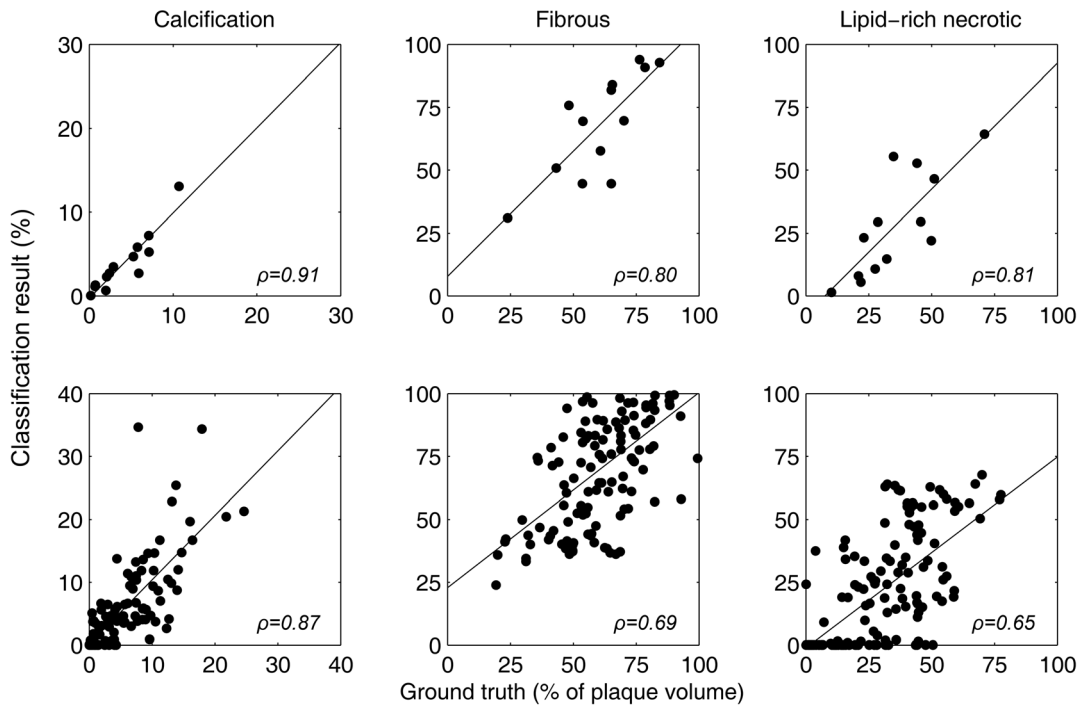 Calcification Fibrous Lipid−rich necrotic
Classification result (%)
30
20
10
0
0 10 20 30
ρ=0.91
100
75
50
25
0
0 25 50 75 100
ρ=0.80
100
75
50
25
0
0 25 50 75 100
ρ=0.81
40
30
20
10
0
0 10 20 30 40
ρ=0.87
100
75
50
25
0
0 25 50 75 100
ρ=0.69
100
75
50
25
0
0 25 50 75 100
ρ=0.65
Ground truth (% of plaque volume)